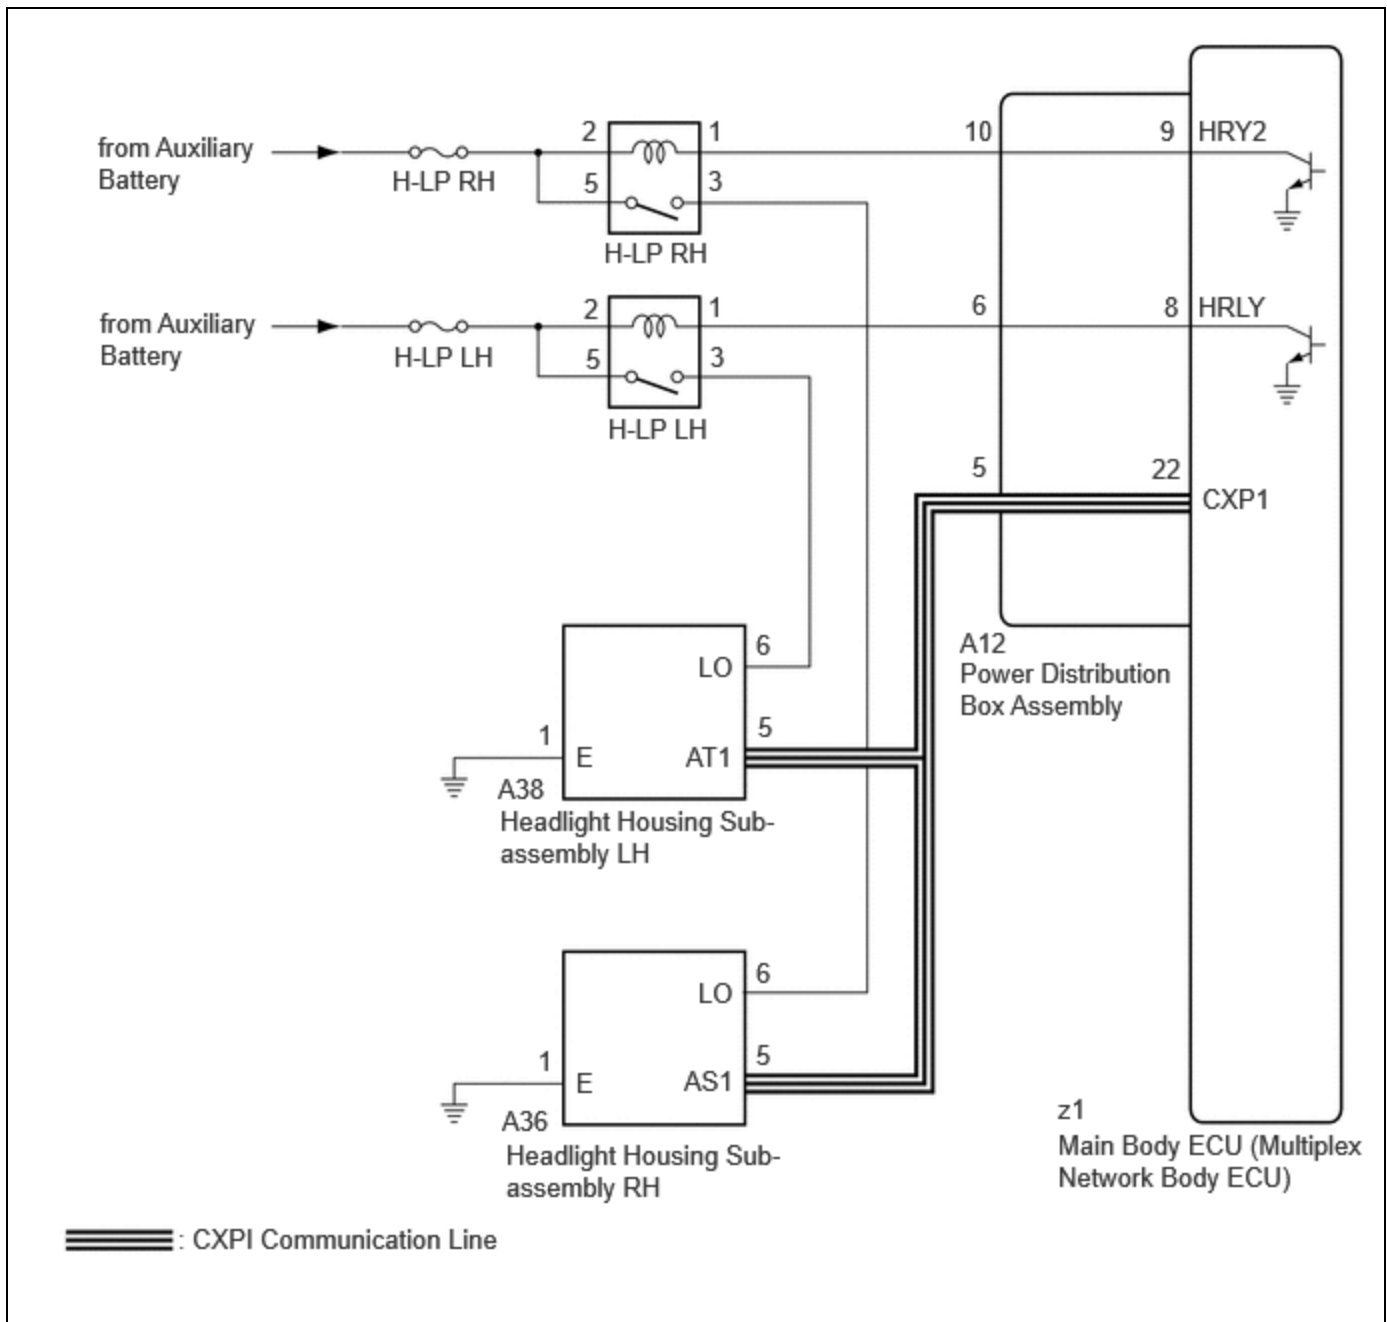 2 1 10 9 HRY2
from Auxiliary
Battery
H-LP RH
5 3
H-LP RH
2 1 6 8 HRLY
from Auxiliary
Battery
H-LP LH
5 3
H-LP LH
5 22
CXP1
6
LO
A12
Power Distribution
Box Assembly
1 5
E AT1
A38
Headlight Housing Sub-
assembly LH
6
LO
1 5
E AS1
A36
Headlight Housing Sub-
assembly RH
z1
Main Body ECU (Multiplex
Network Body ECU)
: CXPI Communication Line